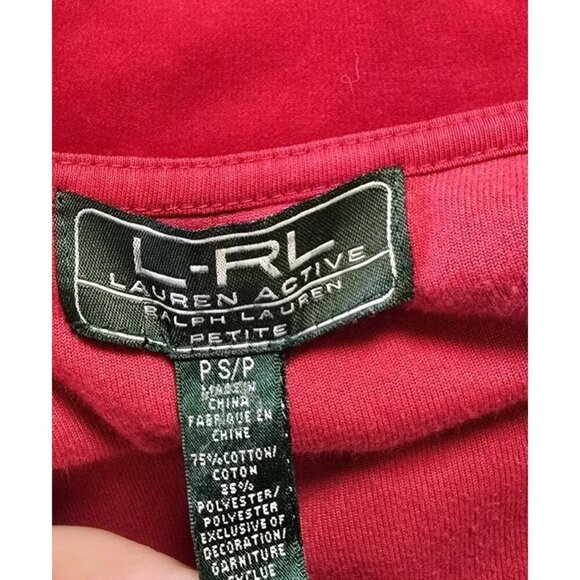 L-RL
LAUREN ACTIVE
RALPH LAUREN
PETITE
P S/P
MADE IN
CHINA
FABRIQUE EN
CHINE
75% COTTON/
COTON
25%
POLYESTER/
POLYESTER
EXCLUSIVE OF
DECORATION/
GARNITURE
EXCLUE